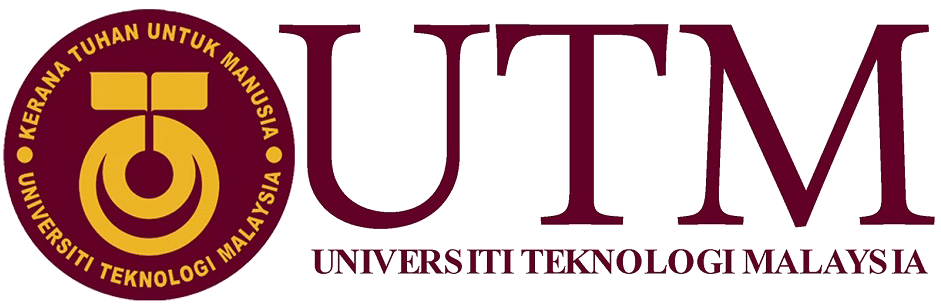 KERANA TUHAN UNTUK MANUSIA
UNIVERSITI TEKNOLOGI MALAYSIA
UTM
UNIVERSITI TEKNOLOGI MALAYSIA